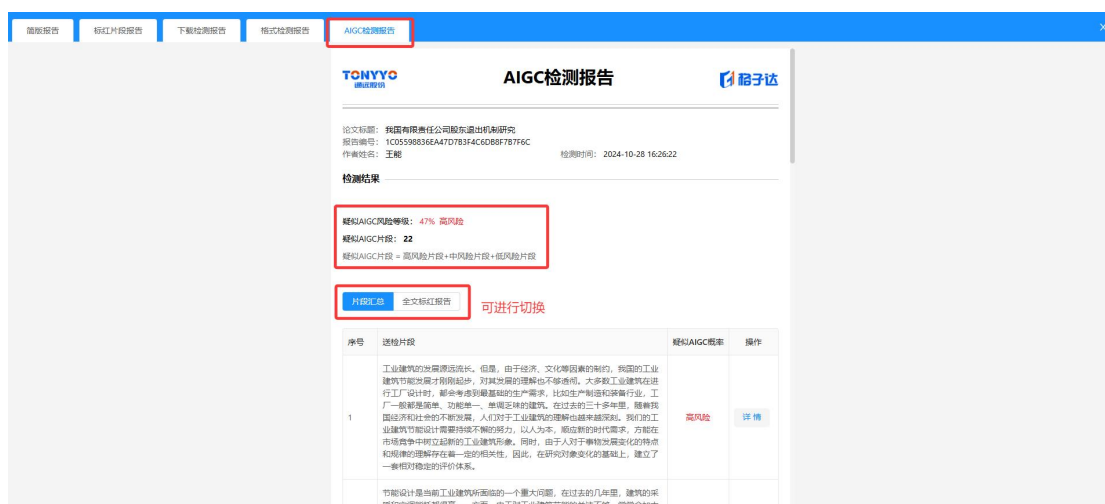 简版报告 标红片段报告 下载检测报告 格式检测报告 AIGC检测报告
TONYYO
通远股份
AIGC检测报告
格子达
论文标题: 我国有限责任公司股东退出机制研究
报告编号: 1C05598836EA47D7B3F4C6DB8F7B7F6C
作者姓名: 王能 检测时间: 2024-10-28 16:26:22
检测结果
疑似AIGC风险等级: 47% 高风险
疑似AIGC片段: 22
疑似AIGC片段 = 高风险片段+中风险片段+低风险片段
片段汇总 全文标红报告 可进行切换
序号 送检片段 疑似AIGC概率 操作
工业建筑的发展源远流长。但是,由于经济、文化等因素的制约,我国的工业
建筑节能发展才刚刚起步,对其发展的理解也不够透彻。大多数工业建筑在进
行工厂设计时,都会考虑到最基础的生产需求,比如生产制造和装备行业,工
厂一般都是简单、功能单一、单调乏味的建筑。在过去的三十多年里,随着我
国经济和社会的不断发展,人们对于工业建筑的理解也越来越深刻。我们的工
业建筑节能设计需要持续不懈的努力,以人为本,顺应新的时代需求,方能在
市场竞争中树立起新的工业建筑形象。同时,由于人对于事物发展变化的特点
和规律的理解存在着一定的相关性,因此,在研究对象变化的基础上,建立了
一套相对稳定的评价体系。
1 高风险 详情
节能设计是当前工业建筑所面临的一个重大问题,在过去的几年里,建筑的采